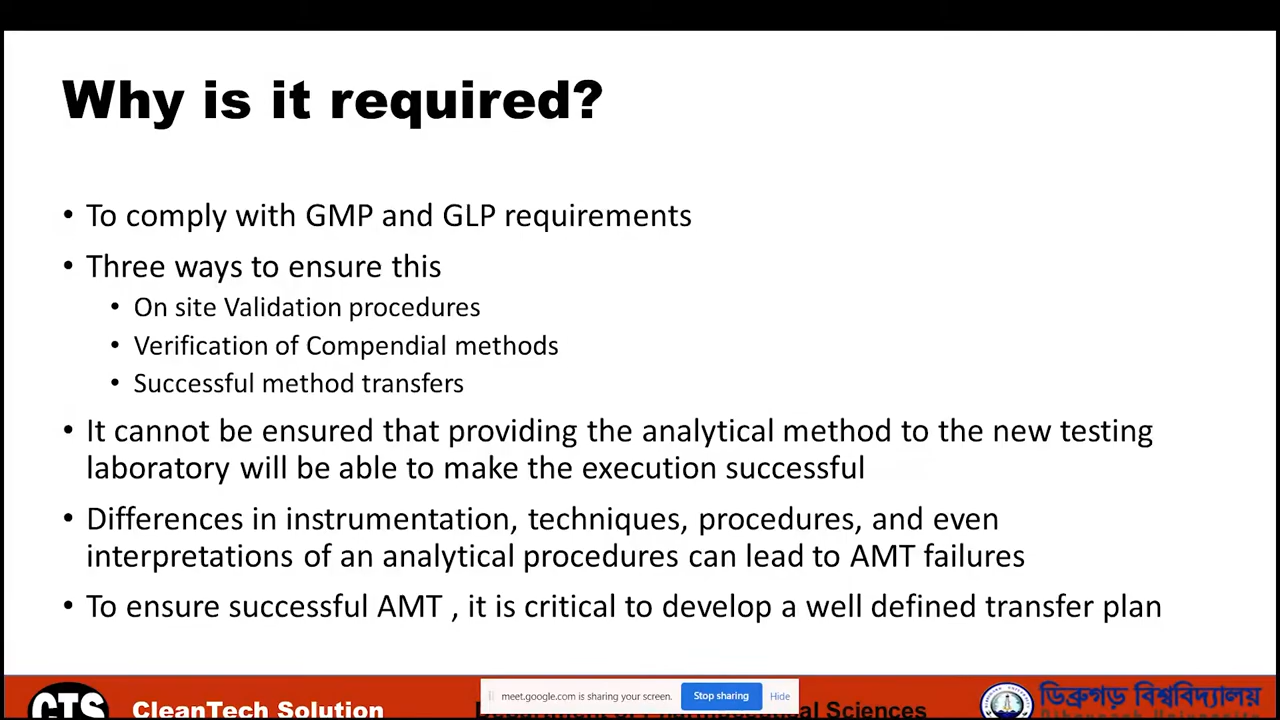 Why is it required?
• To comply with GMP and GLP requirements
• Three ways to ensure this
• On site Validation procedures
• Verification of Compendial methods
• Successful method transfers
• It cannot be ensured that providing the analytical method to the new testing
laboratory will be able to make the execution successful
• Differences in instrumentation, techniques, procedures, and even
interpretations of an analytical procedures can lead to AMT failures
• To ensure successful AMT , it is critical to develop a well defined transfer plan
CTS
CleanTech Solution
meet.google.com is sharing your screen.
Stop sharing
Hide
Sciences
ডিব্ৰুগড় বিশ্ববিদ্যালয়